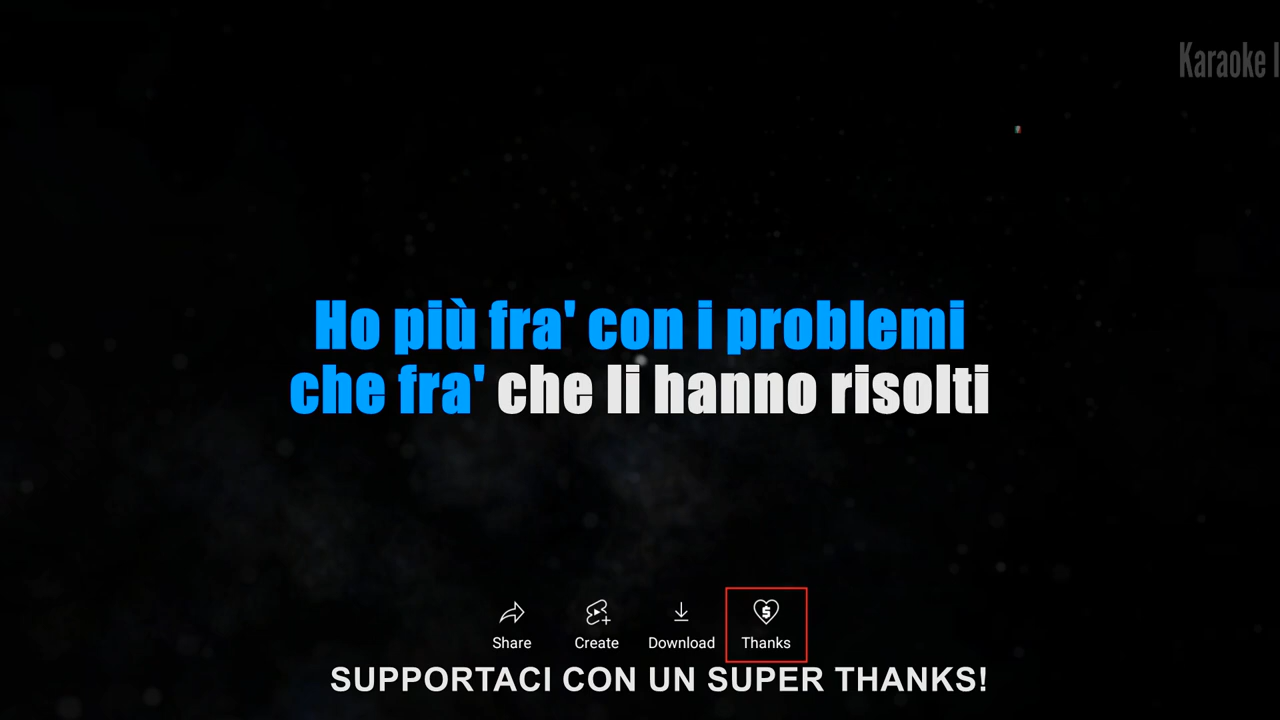 Karaoke
Ho più fra' con i problemi
che fra' che li hanno risolti
Share Create Download Thanks
SUPPORTACI CON UN SUPER THANKS!